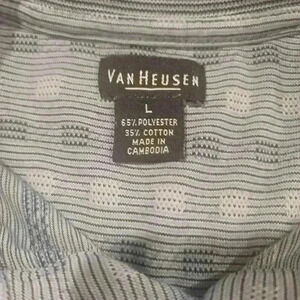 VAN HEUSEN
L
65% POLYESTER
35% COTTON
MADE IN
CAMBODIA